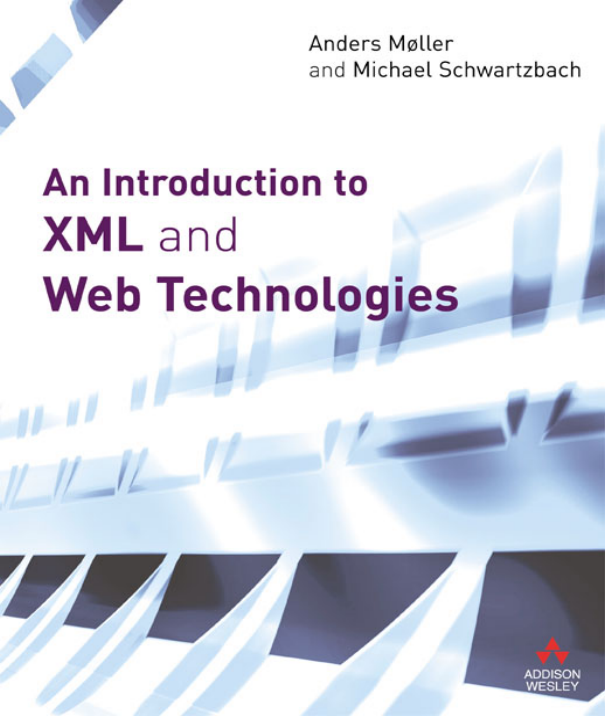 Anders Møller
and Michael Schwartzbach
An Introduction to
XML and
Web Technologies
ADDISON
WESLEY